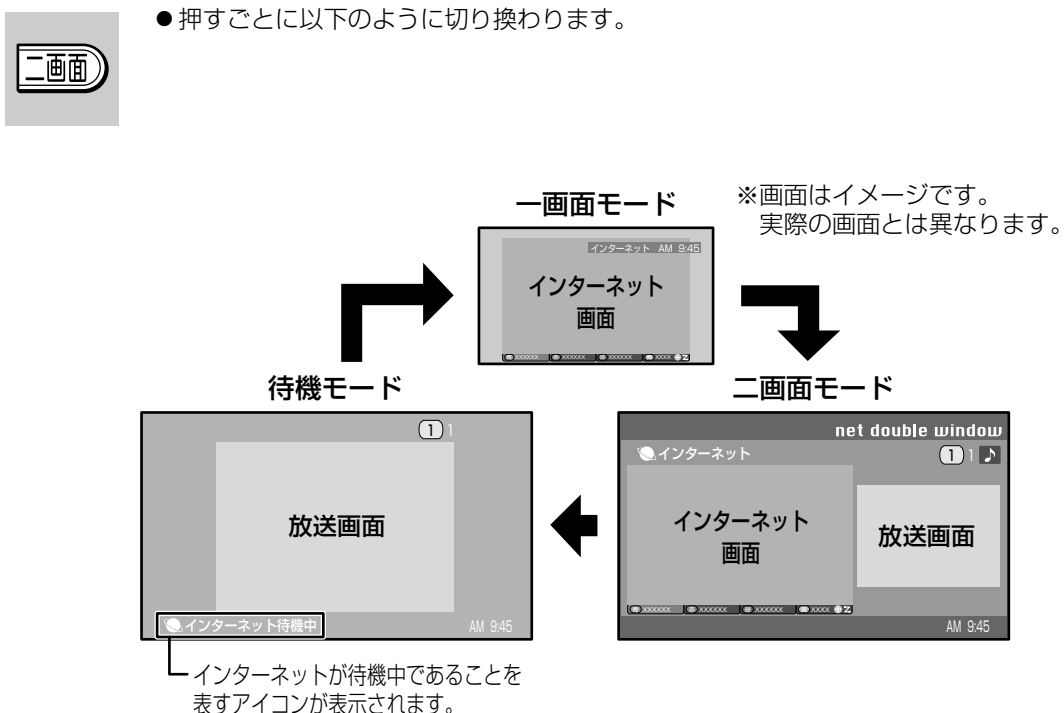 ●押すごとに以下のように切り換わります。
二画面
一画面モード
※画面はイメージです。
実際の画面とは異なります。
インターネット AM 9:45
インターネット
画面
xxxxxx xxxxxx xxxxxx xxxx
待機モード
二画面モード
1 1
放送画面
インターネット待機中
AM 9:45
net double window
インターネット
1 1 ♪
インターネット
画面
放送画面
xxxxxx xxxxxx xxxxxx xxxx
AM 9:45
インターネットが待機中であることを
表すアイコンが表示されます。